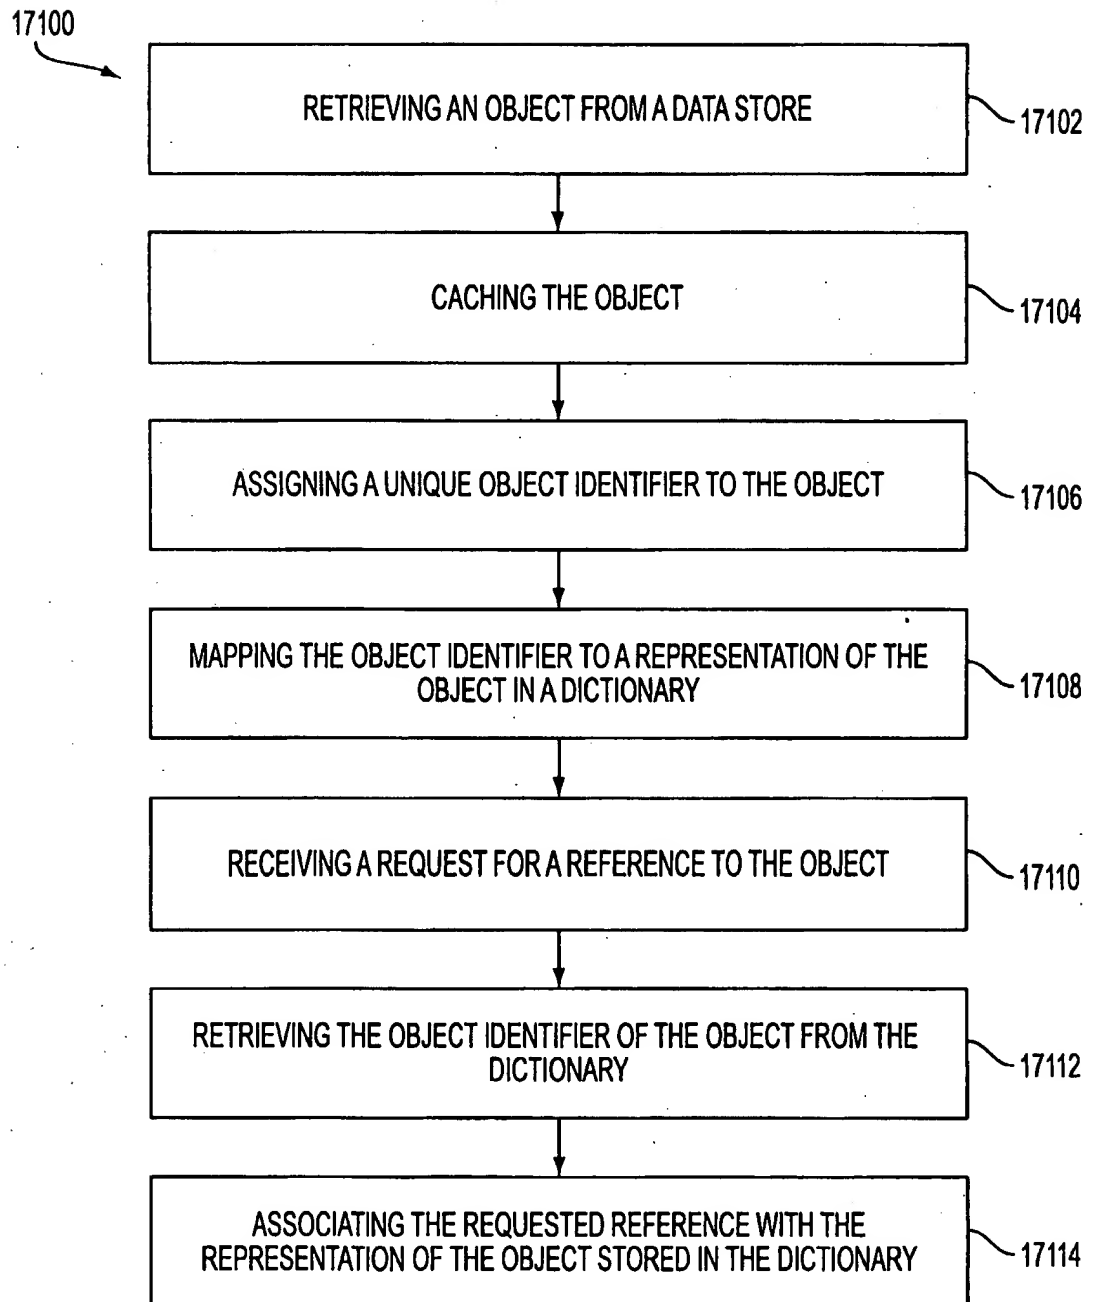 17100
RETRIEVING AN OBJECT FROM A DATA STORE
17102
CACHING THE OBJECT
17104
ASSIGNING A UNIQUE OBJECT IDENTIFIER TO THE OBJECT
17106
MAPPING THE OBJECT IDENTIFIER TO A REPRESENTATION OF THE
OBJECT IN A DICTIONARY
17108
RECEIVING A REQUEST FOR A REFERENCE TO THE OBJECT
17110
RETRIEVING THE OBJECT IDENTIFIER OF THE OBJECT FROM THE
DICTIONARY
17112
ASSOCIATING THE REQUESTED REFERENCE WITH THE
REPRESENTATION OF THE OBJECT STORED IN THE DICTIONARY
17114